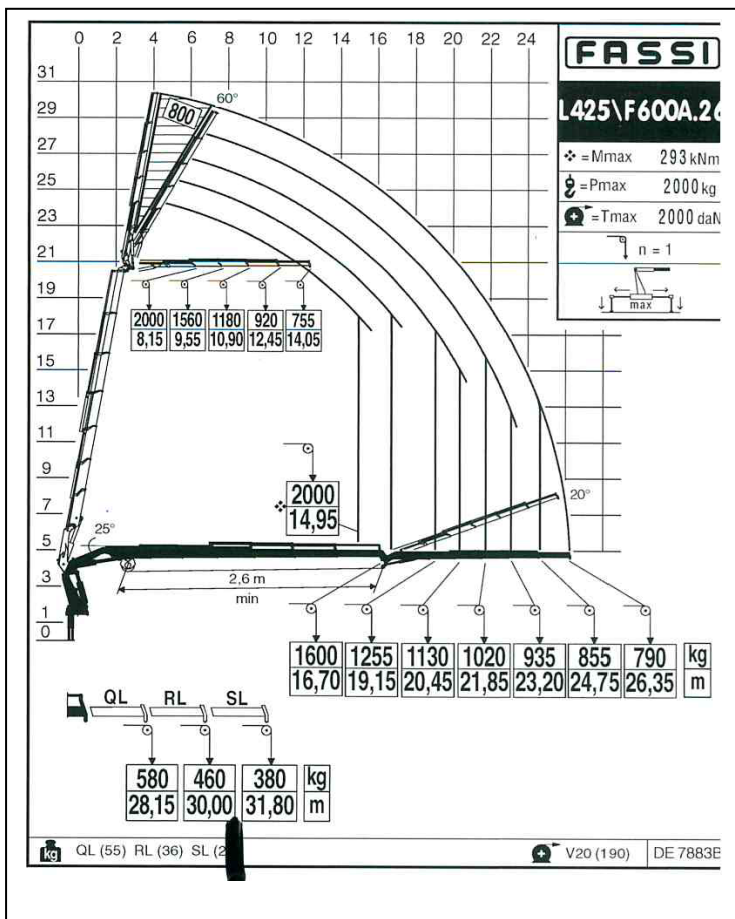 0 2 4 6 8 10 12 14 16 18 20 22 24
FASSI
31
29
27
25
23
21
19
17
15
13
11
9
7
5
3
1
0
L425\F600A.26
❖ =Mmax 293 kNm
=Pmax 2000 kg
=Tmax 2000 daN
n = 1
max
800
60°
2000 1560 1180 920 755
8,15 9,55 10,90 12,45 14,05
❖ 2000
14,95
20°
25°
2,6 m
min
1600 1255 1130 1020 935 855 790 kg
16,70 19,15 20,45 21,85 23,20 24,75 26,35 m
QL RL SL
580 460 380 kg
28,15 30,00 31,80 m
kg QL (55) RL (36) SL (2
V20 (190) DE 7883B